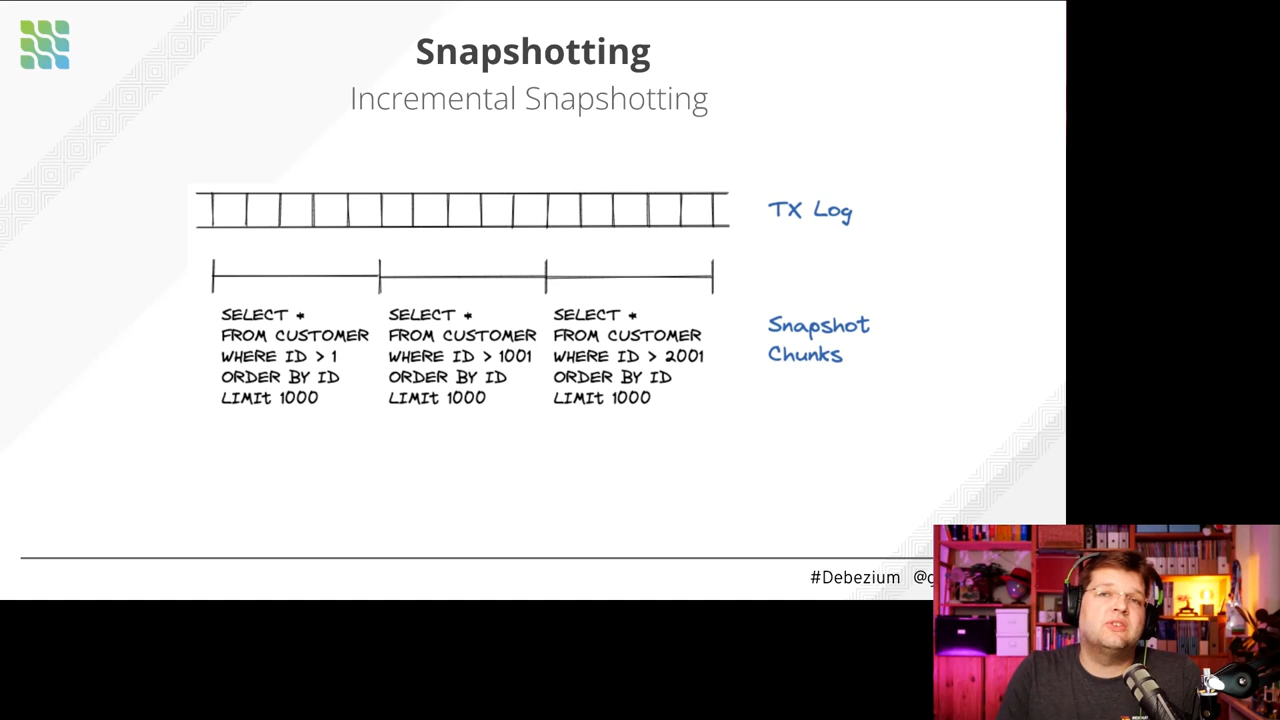 Snapshotting
Incremental Snapshotting
TX Log
SELECT *
FROM CUSTOMER
WHERE ID > 1
ORDER BY ID
LIMIT 1000
SELECT *
FROM CUSTOMER
WHERE ID > 1001
ORDER BY ID
LIMIT 1000
SELECT *
FROM CUSTOMER
WHERE ID > 2001
ORDER BY ID
LIMIT 1000
Snapshot
Chunks
#Debezium @g